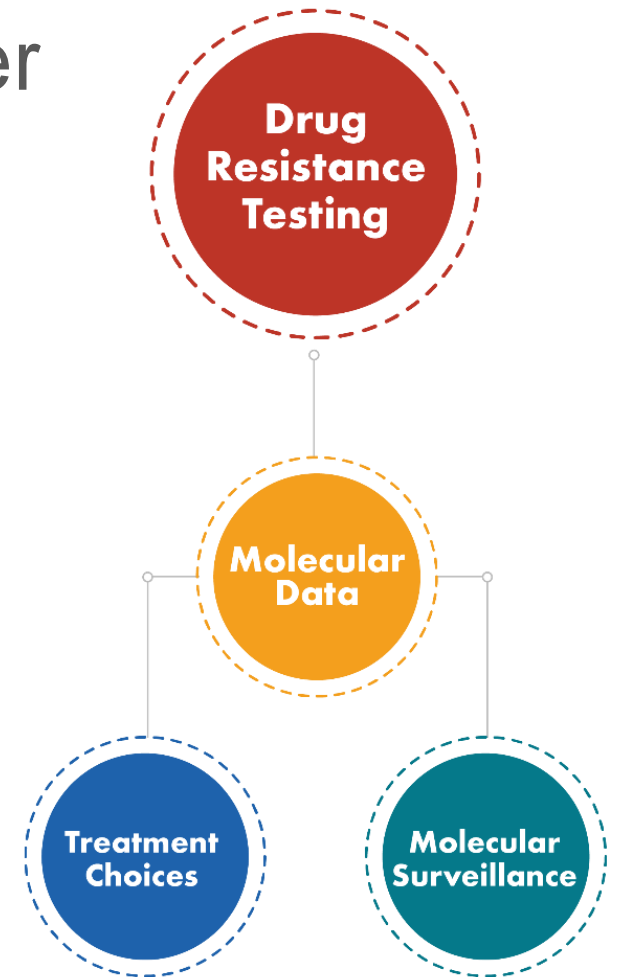 er
Drug
Resistance
Testing
Molecular
Data
Treatment
Choices
Molecular
Surveillance